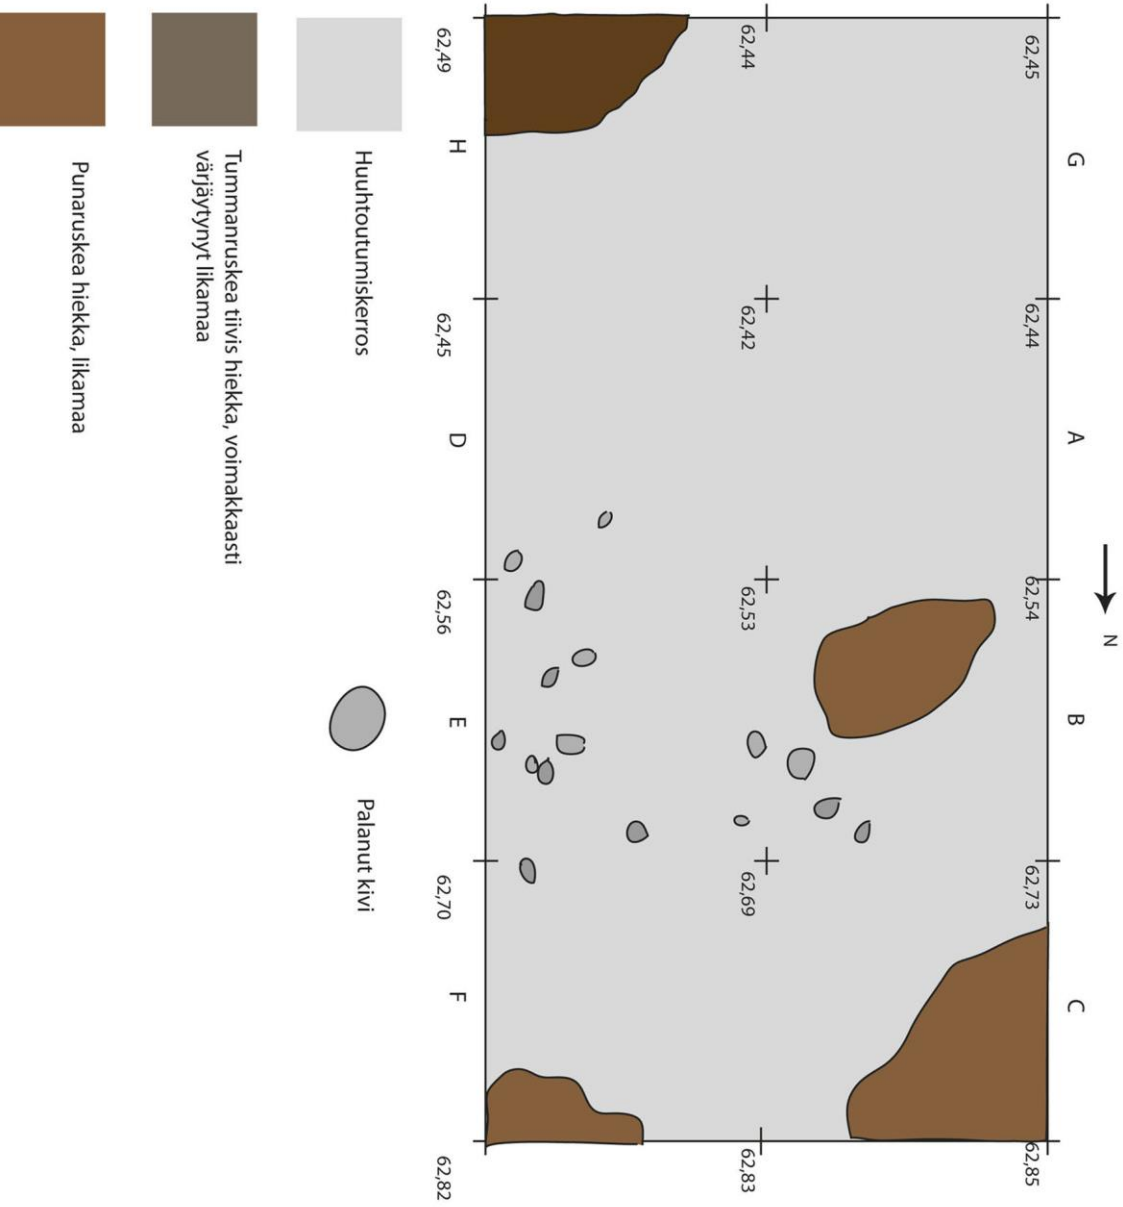 N
G A B C
62,45 62,44 62,54 62,73 62,85
62,44 62,42 62,53 62,69 62,83
H D E F
62,49 62,45 62,56 62,70 62,82
Huuhtoutumiskerros
Palanut kivi
Tummanruskea tiivis hiekka, voimakkaasti
värjäytynyt likamaa
Punaruskea hiekka, likamaa